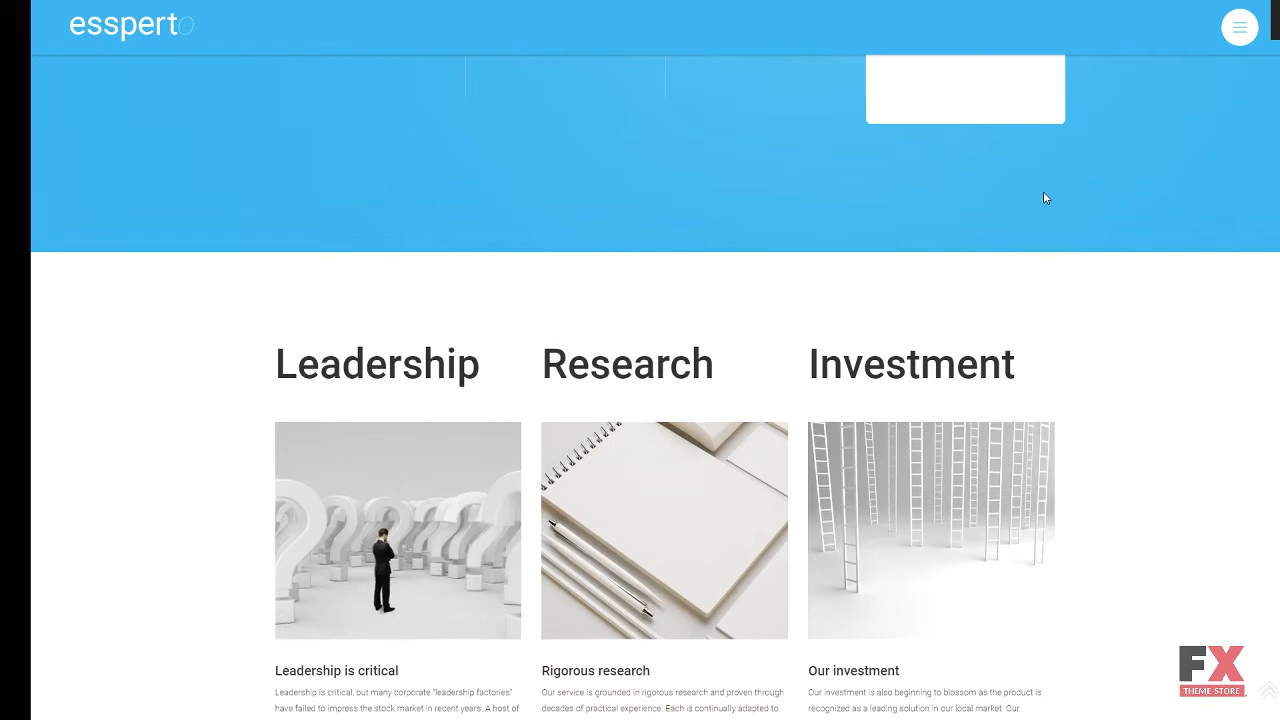 essperto
Leadership
Research
Investment
Leadership is critical
Leadership is critical, but many corporate "leadership factories"
have failed to impress the stock market in recent years. A host of
Rigorous research
Our service is grounded in rigorous research and proven through
decades of practical experience. Each is continually adapted to
Our investment
Our investment is also beginning to blossom as the product is
recognized as a leading solution in our local market. Our
FX
THEME STORE